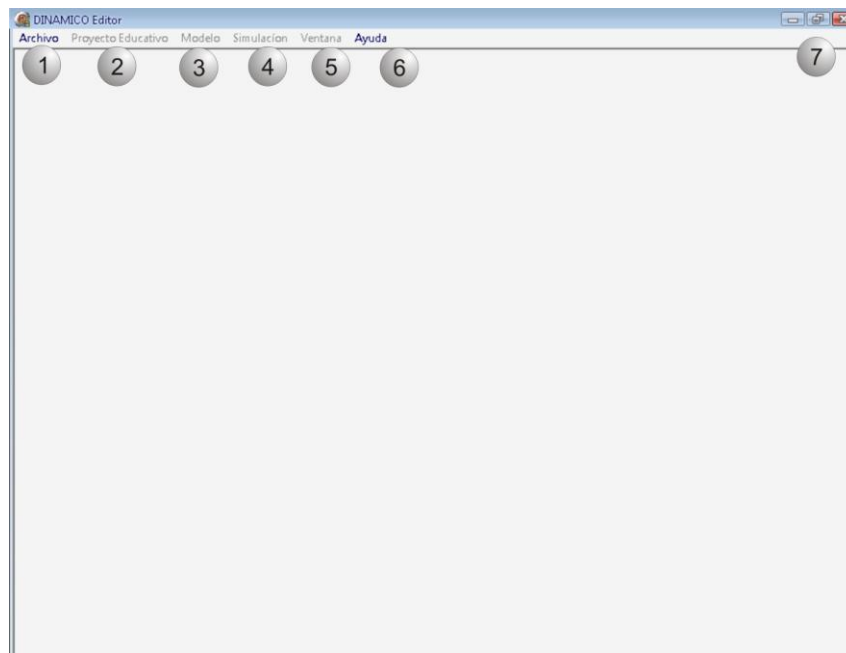 DINAMICO Editor
Archivo Proyecto Educativo Modelo Simulacion Ventana Ayuda
1 2 3 4 5 6 7